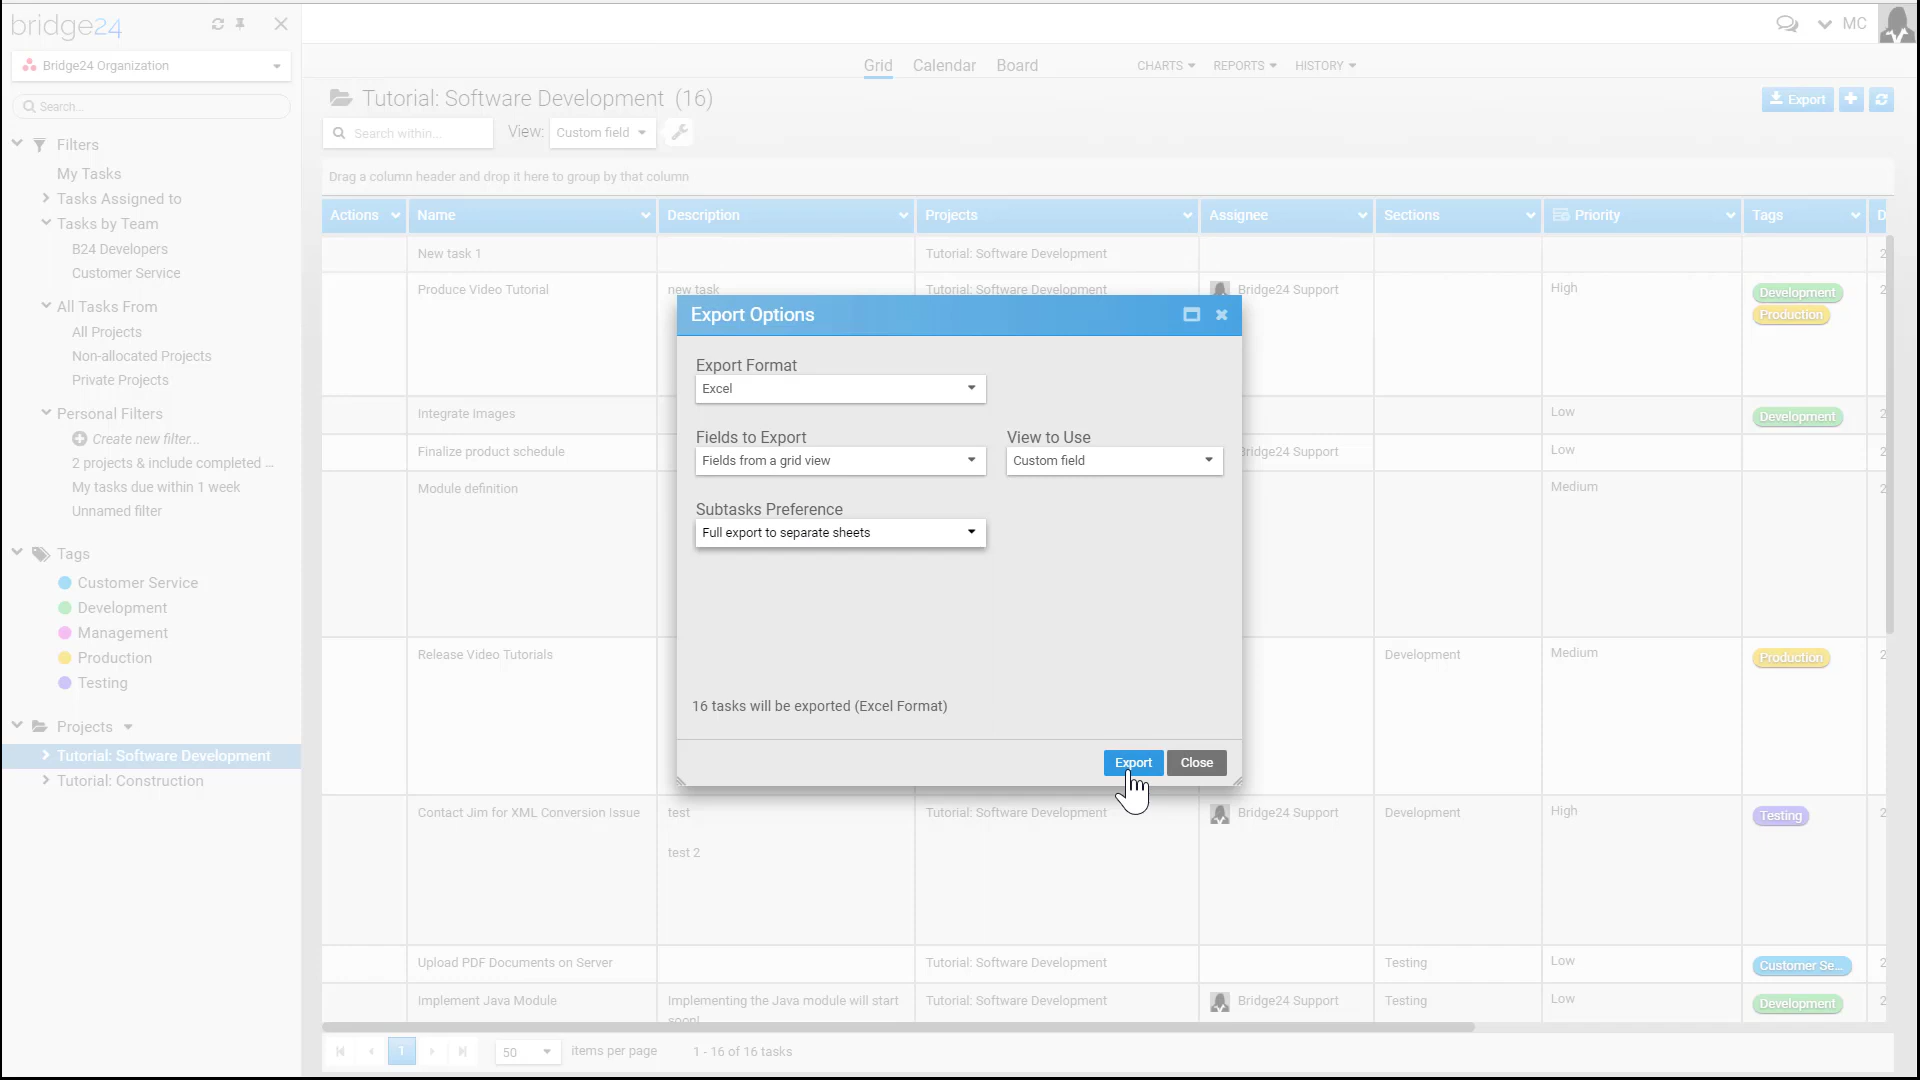 bridge24
MC
Bridge24 Organization
Search...
Filters
My Tasks
Tasks Assigned to
Tasks by Team
B24 Developers
Customer Service
All Tasks From
All Projects
Non-allocated Projects
Private Projects
Personal Filters
Create new filter...
2 projects & include completed ...
My tasks due within 1 week
Unnamed filter
Tags
Customer Service
Development
Management
Production
Testing
Projects
Tutorial: Software Development
Tutorial: Construction
Grid Calendar Board CHARTS REPORTS HISTORY
Tutorial: Software Development (16)
Export
Search within... View: Custom field
Drag a column header and drop it here to group by that column
Actions Name Description Projects Assignee Sections Priority Tags D
New task 1 Tutorial: Software Development 2
Produce Video Tutorial new task Tutorial: Software Development Bridge24 Support High Development 2
Production
Integrate Images Low Development 2
Finalize product schedule Bridge24 Support Low
Module definition Medium 2
Release Video Tutorials Development Medium Production 2
Contact Jim for XML Conversion Issue test Tutorial: Software Development Bridge24 Support Development High Testing 2
test 2
Upload PDF Documents on Server Tutorial: Software Development Testing Low Customer Se... 2
Implement Java Module Implementing the Java module will start Tutorial: Software Development Bridge24 Support Testing Low Development 2
soon!
1 50 items per page 1 - 16 of 16 tasks
Export Options
Export Format
Excel
Fields to Export View to Use
Fields from a grid view Custom field
Subtasks Preference
Full export to separate sheets
16 tasks will be exported (Excel Format)
Export Close